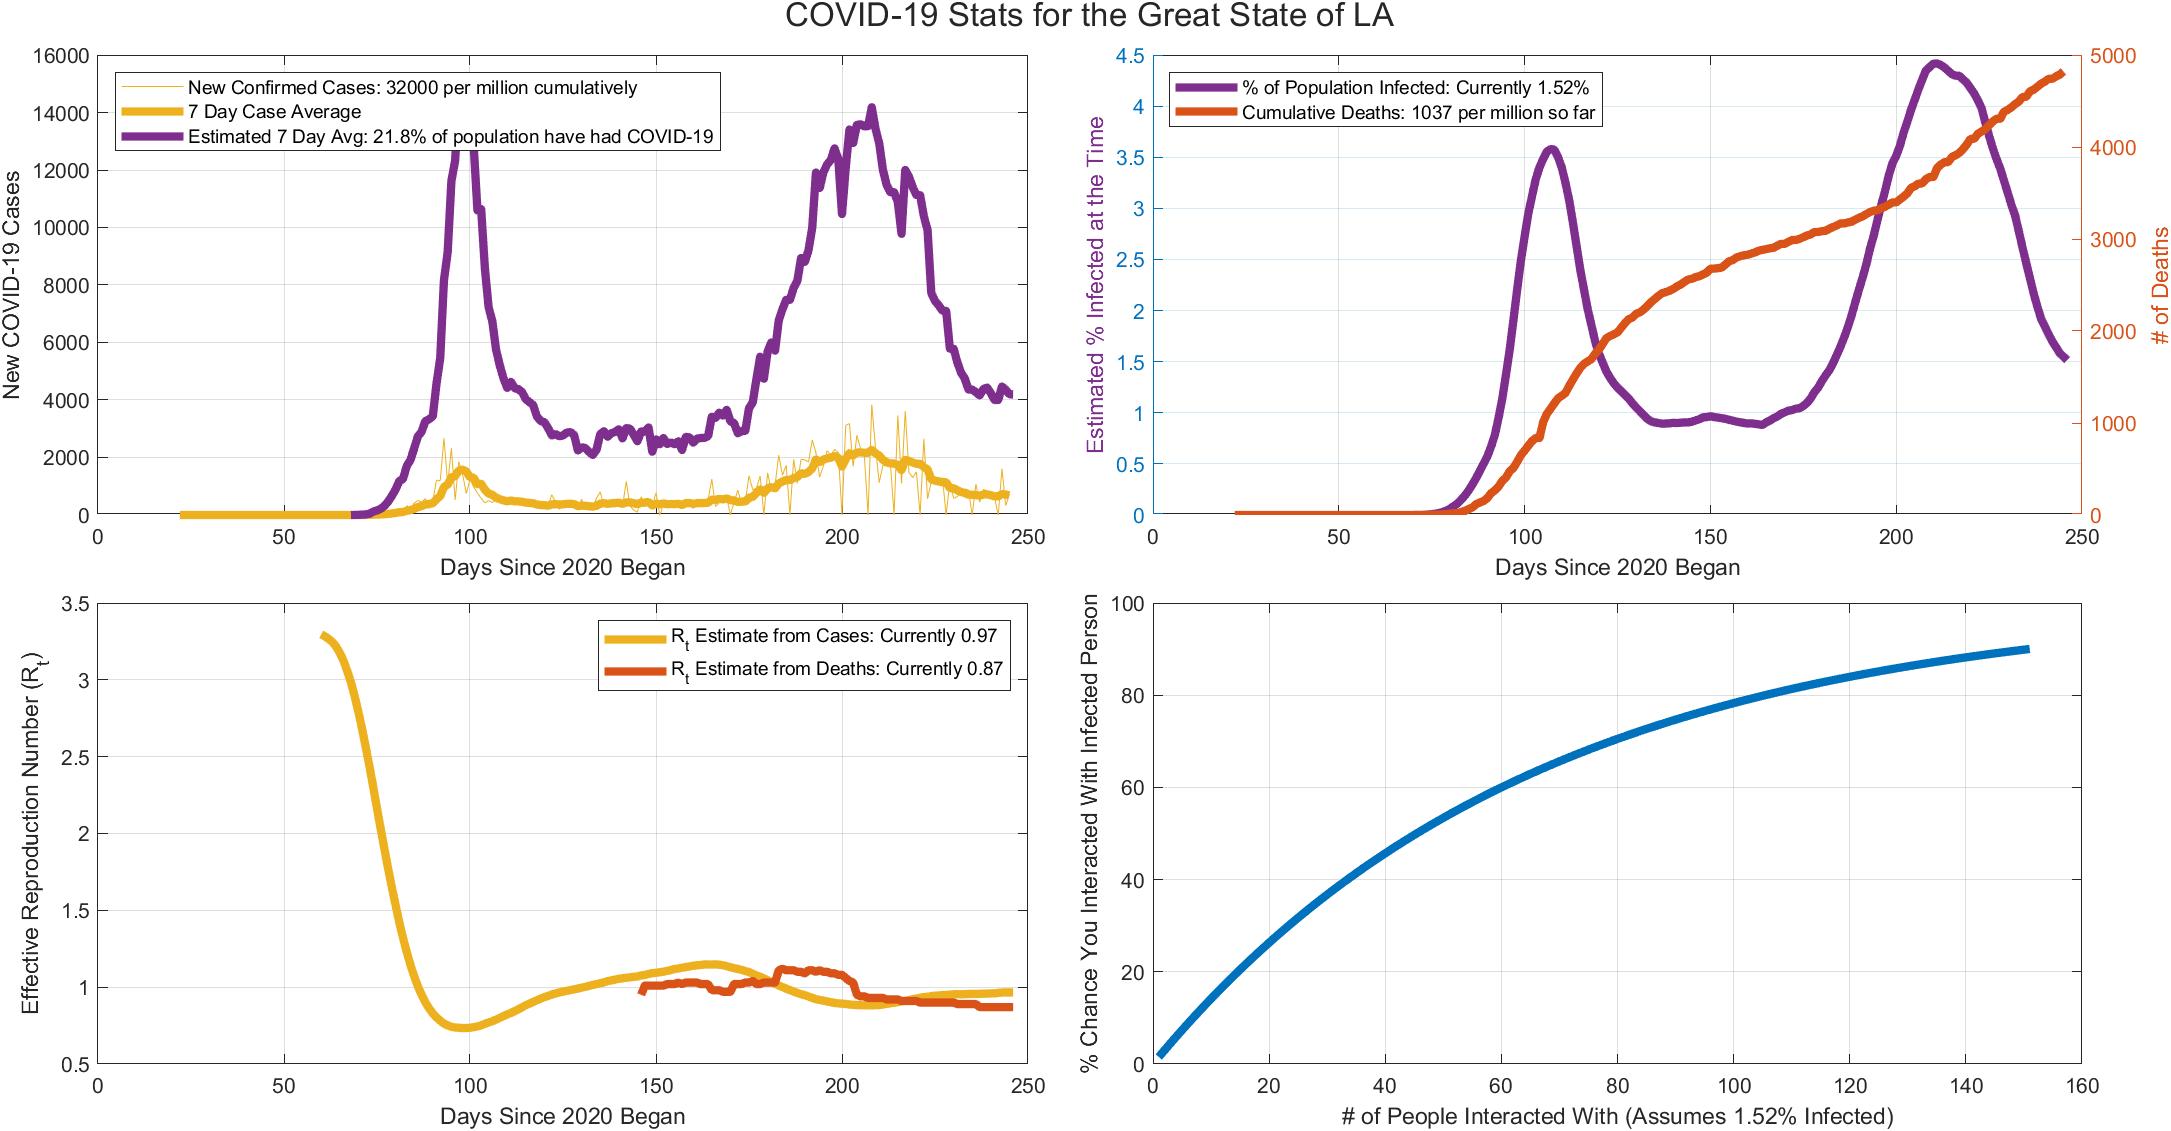 COVID-19 Stats for the Great State of LA
New COVID-19 Cases
16000
14000
12000
10000
8000
6000
4000
2000
0
New Confirmed Cases: 32000 per million cumulatively
7 Day Case Average
Estimated 7 Day Avg: 21.8% of population have had COVID-19
0 50 100 150 200 250
Days Since 2020 Began
Estimated % Infected at the Time
4.5
4
3.5
3
2.5
2
1.5
1
0.5
0
% of Population Infected: Currently 1.52%
Cumulative Deaths: 1037 per million so far
5000
4000
3000
2000
1000
0
# of Deaths
0 50 100 150 200 250
Days Since 2020 Began
Effective Reproduction Number (Rt)
3.5
3
2.5
2
1.5
1
0.5
Rt Estimate from Cases: Currently 0.97
Rt Estimate from Deaths: Currently 0.87
0 50 100 150 200 250
Days Since 2020 Began
% Chance You Interacted With Infected Person
100
80
60
40
20
0
0 20 40 60 80 100 120 140 160
# of People Interacted With (Assumes 1.52% Infected)